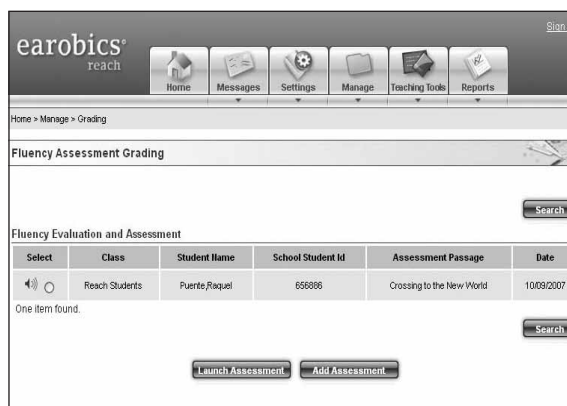 Sign
earobics®
reach
Home Messages Settings Manage Teaching Tools Reports
Home > Manage > Grading
Fluency Assessment Grading
Search
Fluency Evaluation and Assessment
Select Class Student Name School Student Id Assessment Passage Date
Reach Students Puente,Raquel 656886 Crossing to the New World 10/09/2007
One item found.
Search
Launch Assessment Add Assessment